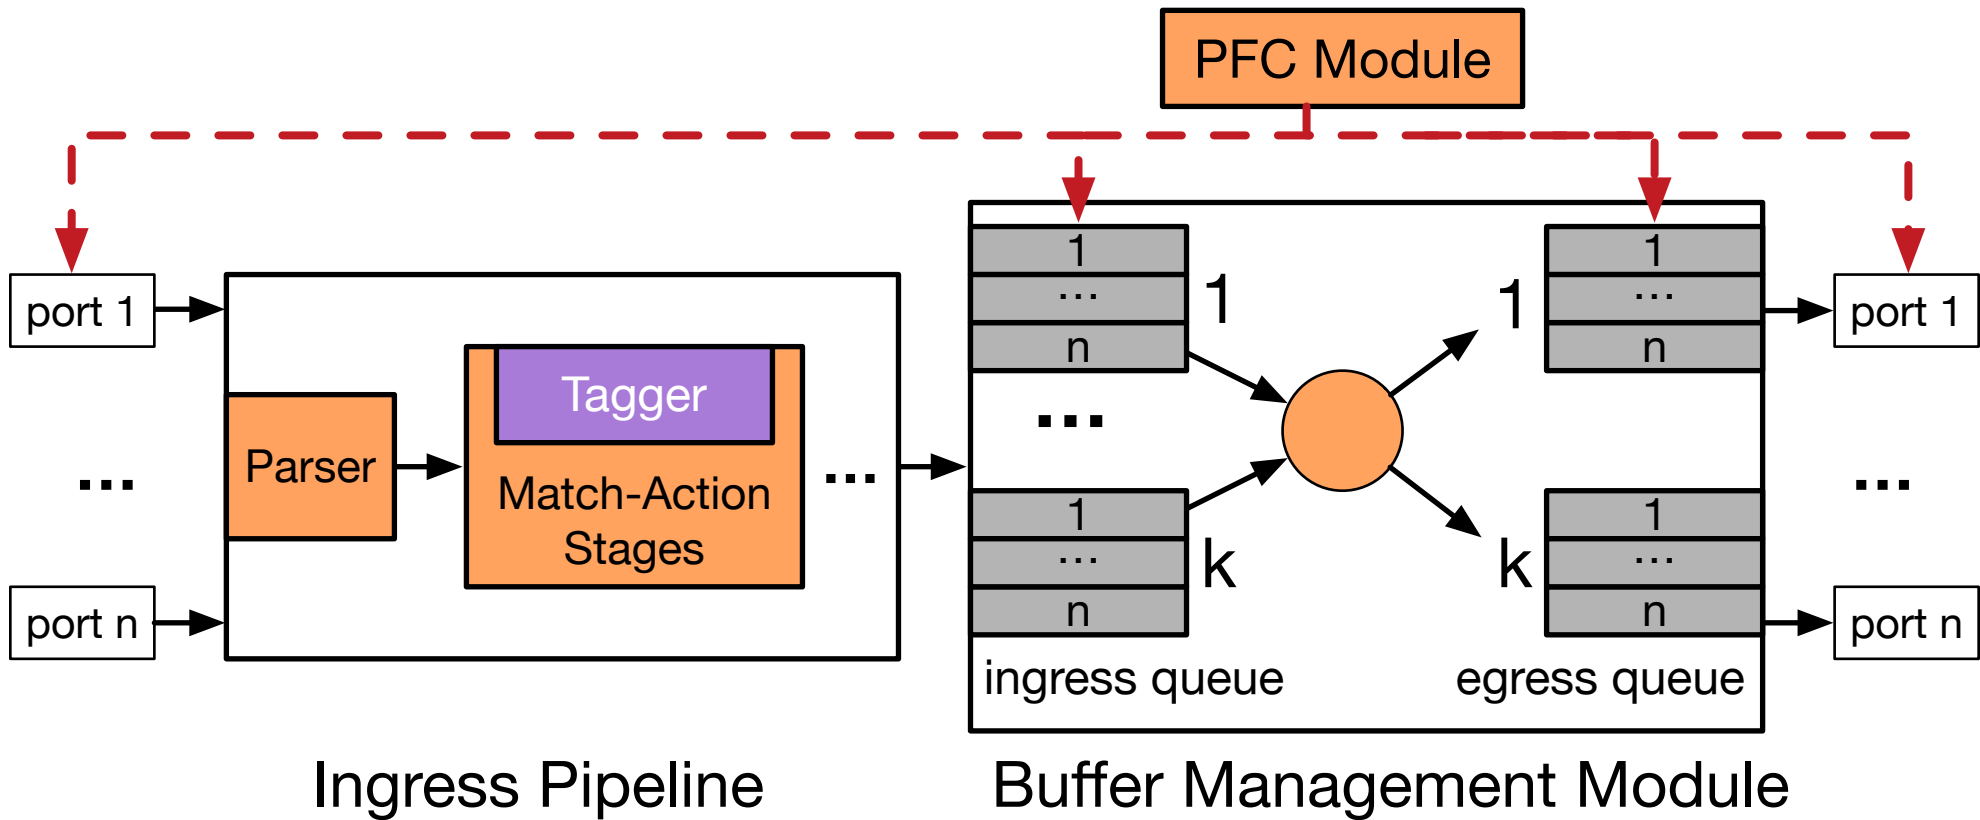 PFC Module
port 1
...
port n
Parser
Tagger
Match-Action
Stages
...
1
...
n
1
...
1
...
n
k
ingress queue
1
1
...
n
k
1
...
n
egress queue
port 1
...
port n
Ingress Pipeline
Buffer Management Module